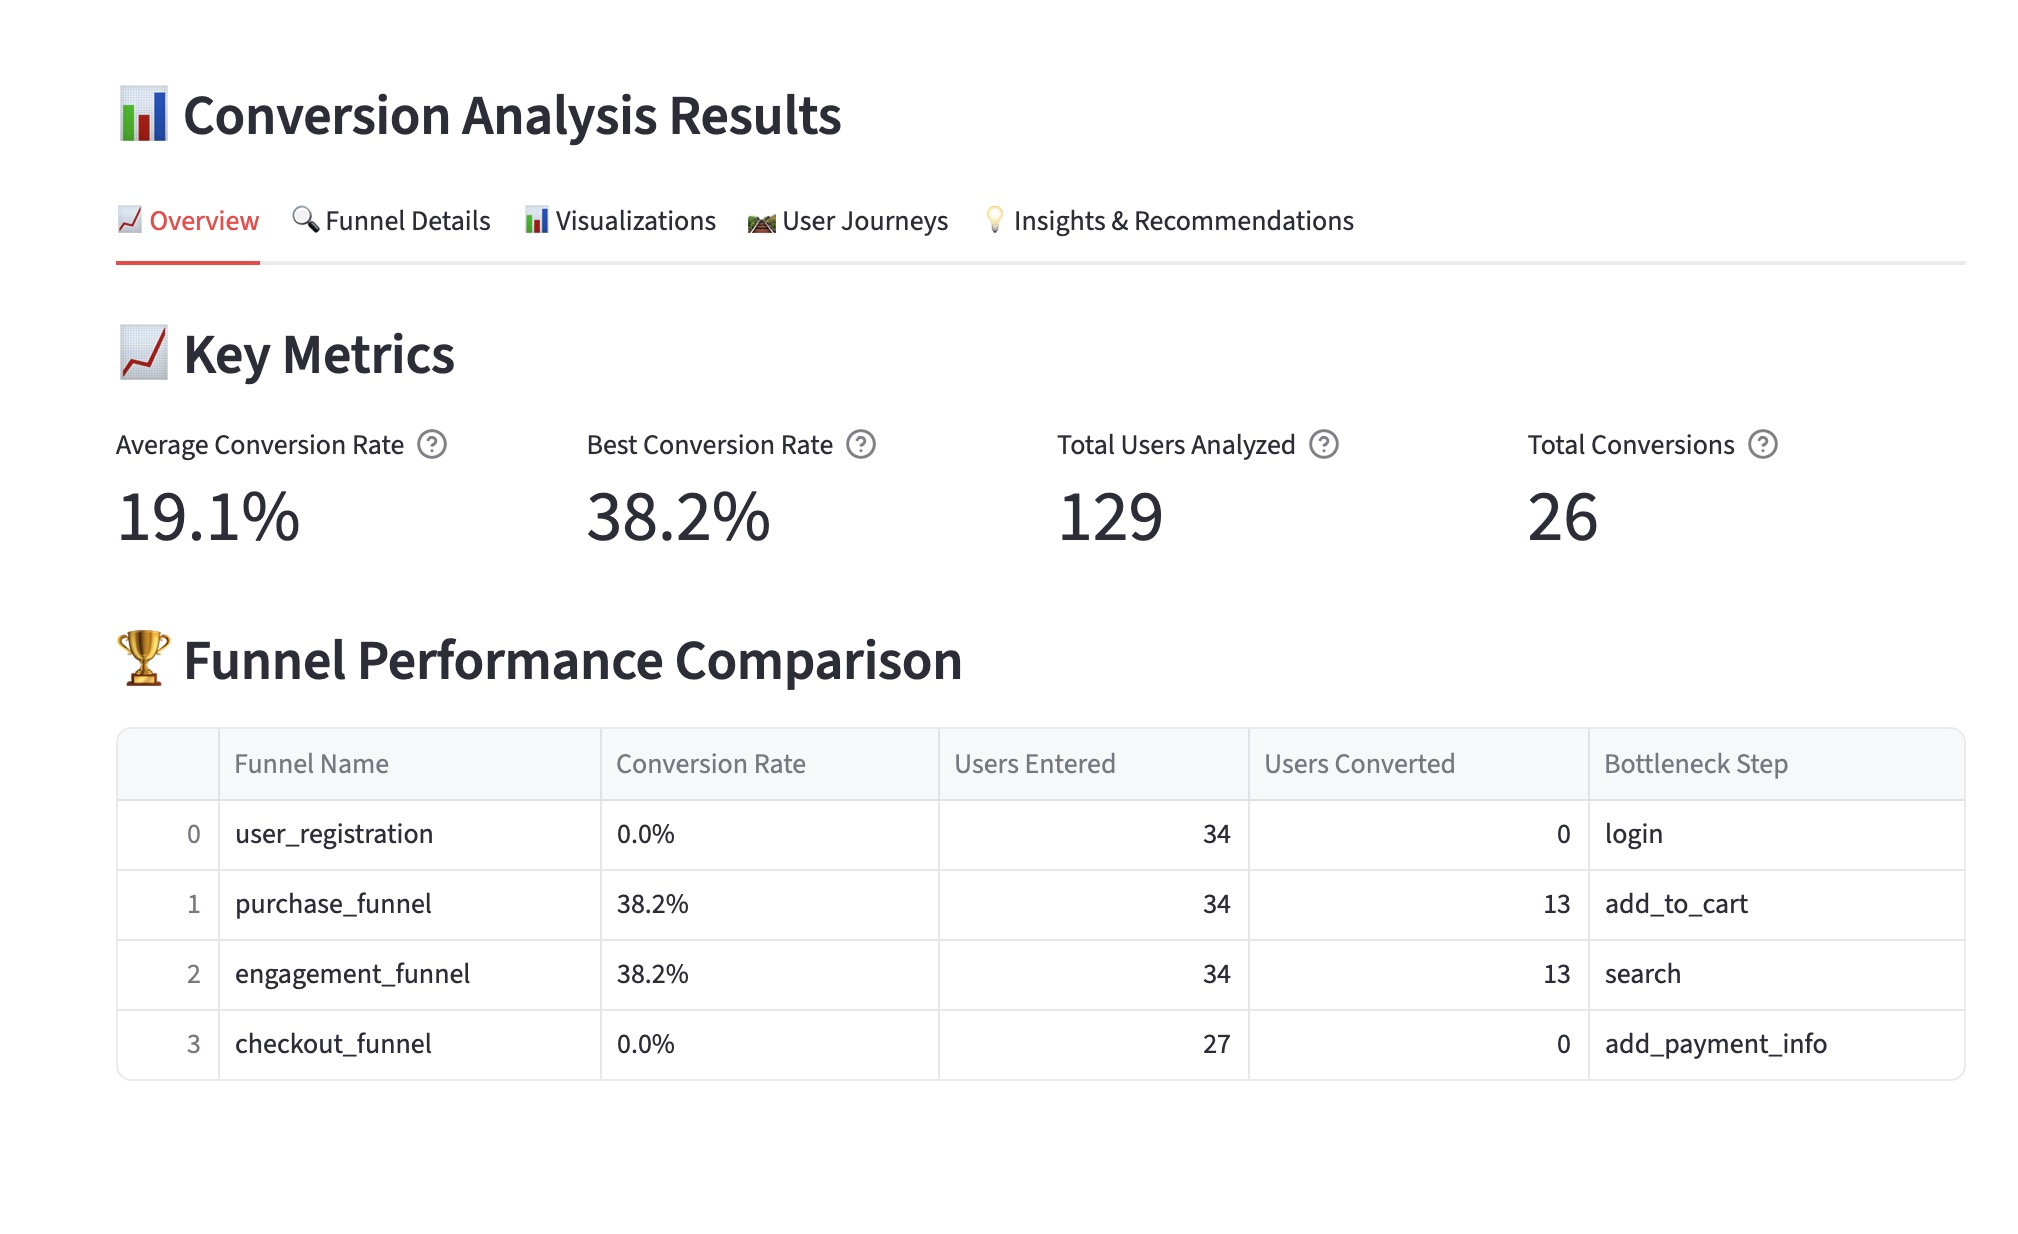 Conversion Analysis Results
Overview Funnel Details Visualizations User Journeys Insights & Recommendations
Key Metrics
Average Conversion Rate Best Conversion Rate Total Users Analyzed Total Conversions
19.1% 38.2% 129 26
Funnel Performance Comparison
Funnel Name Conversion Rate Users Entered Users Converted Bottleneck Step
0 user_registration 0.0% 34 0 login
1 purchase_funnel 38.2% 34 13 add_to_cart
2 engagement_funnel 38.2% 34 13 search
3 checkout_funnel 0.0% 27 0 add_payment_info